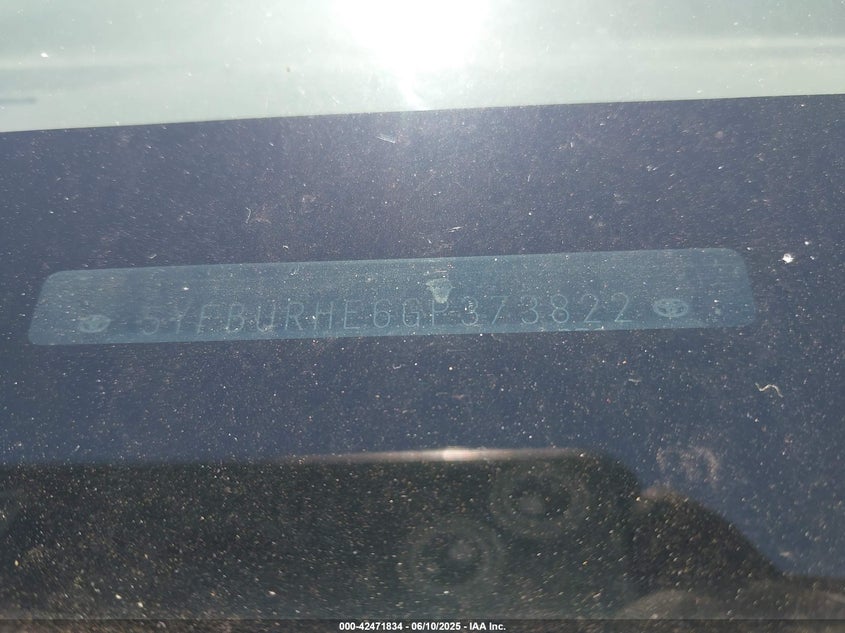 5YFBURHE6GP373822
000-42471834 - 06/10/2025 - IAA Inc.